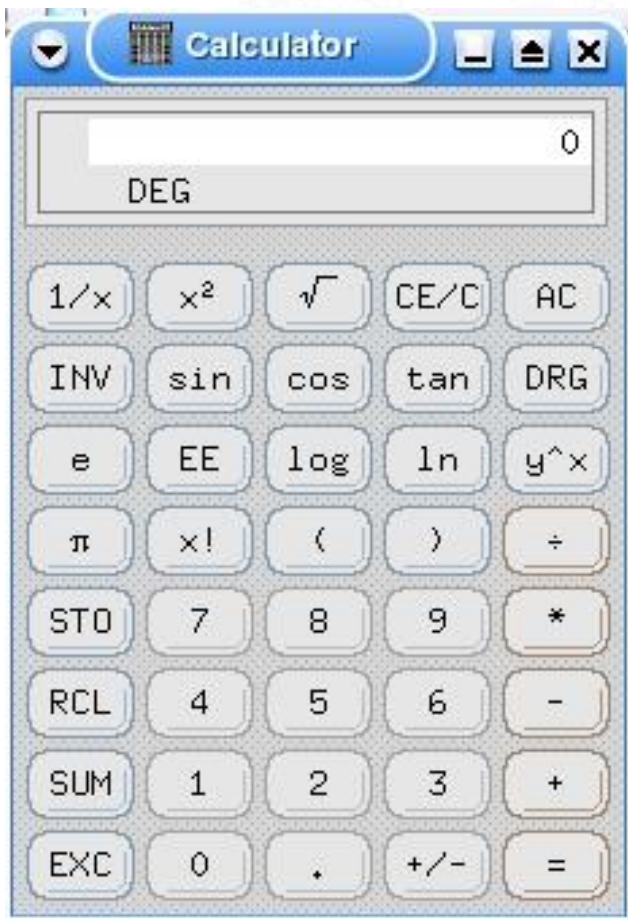 Calculator
0
DEG
1/x x² √ CE/C AC
INV sin cos tan DRG
e EE log ln y^x
π x! ( ) ÷
STO 7 8 9 *
RCL 4 5 6 -
SUM 1 2 3 +
EXC 0 . +/- =